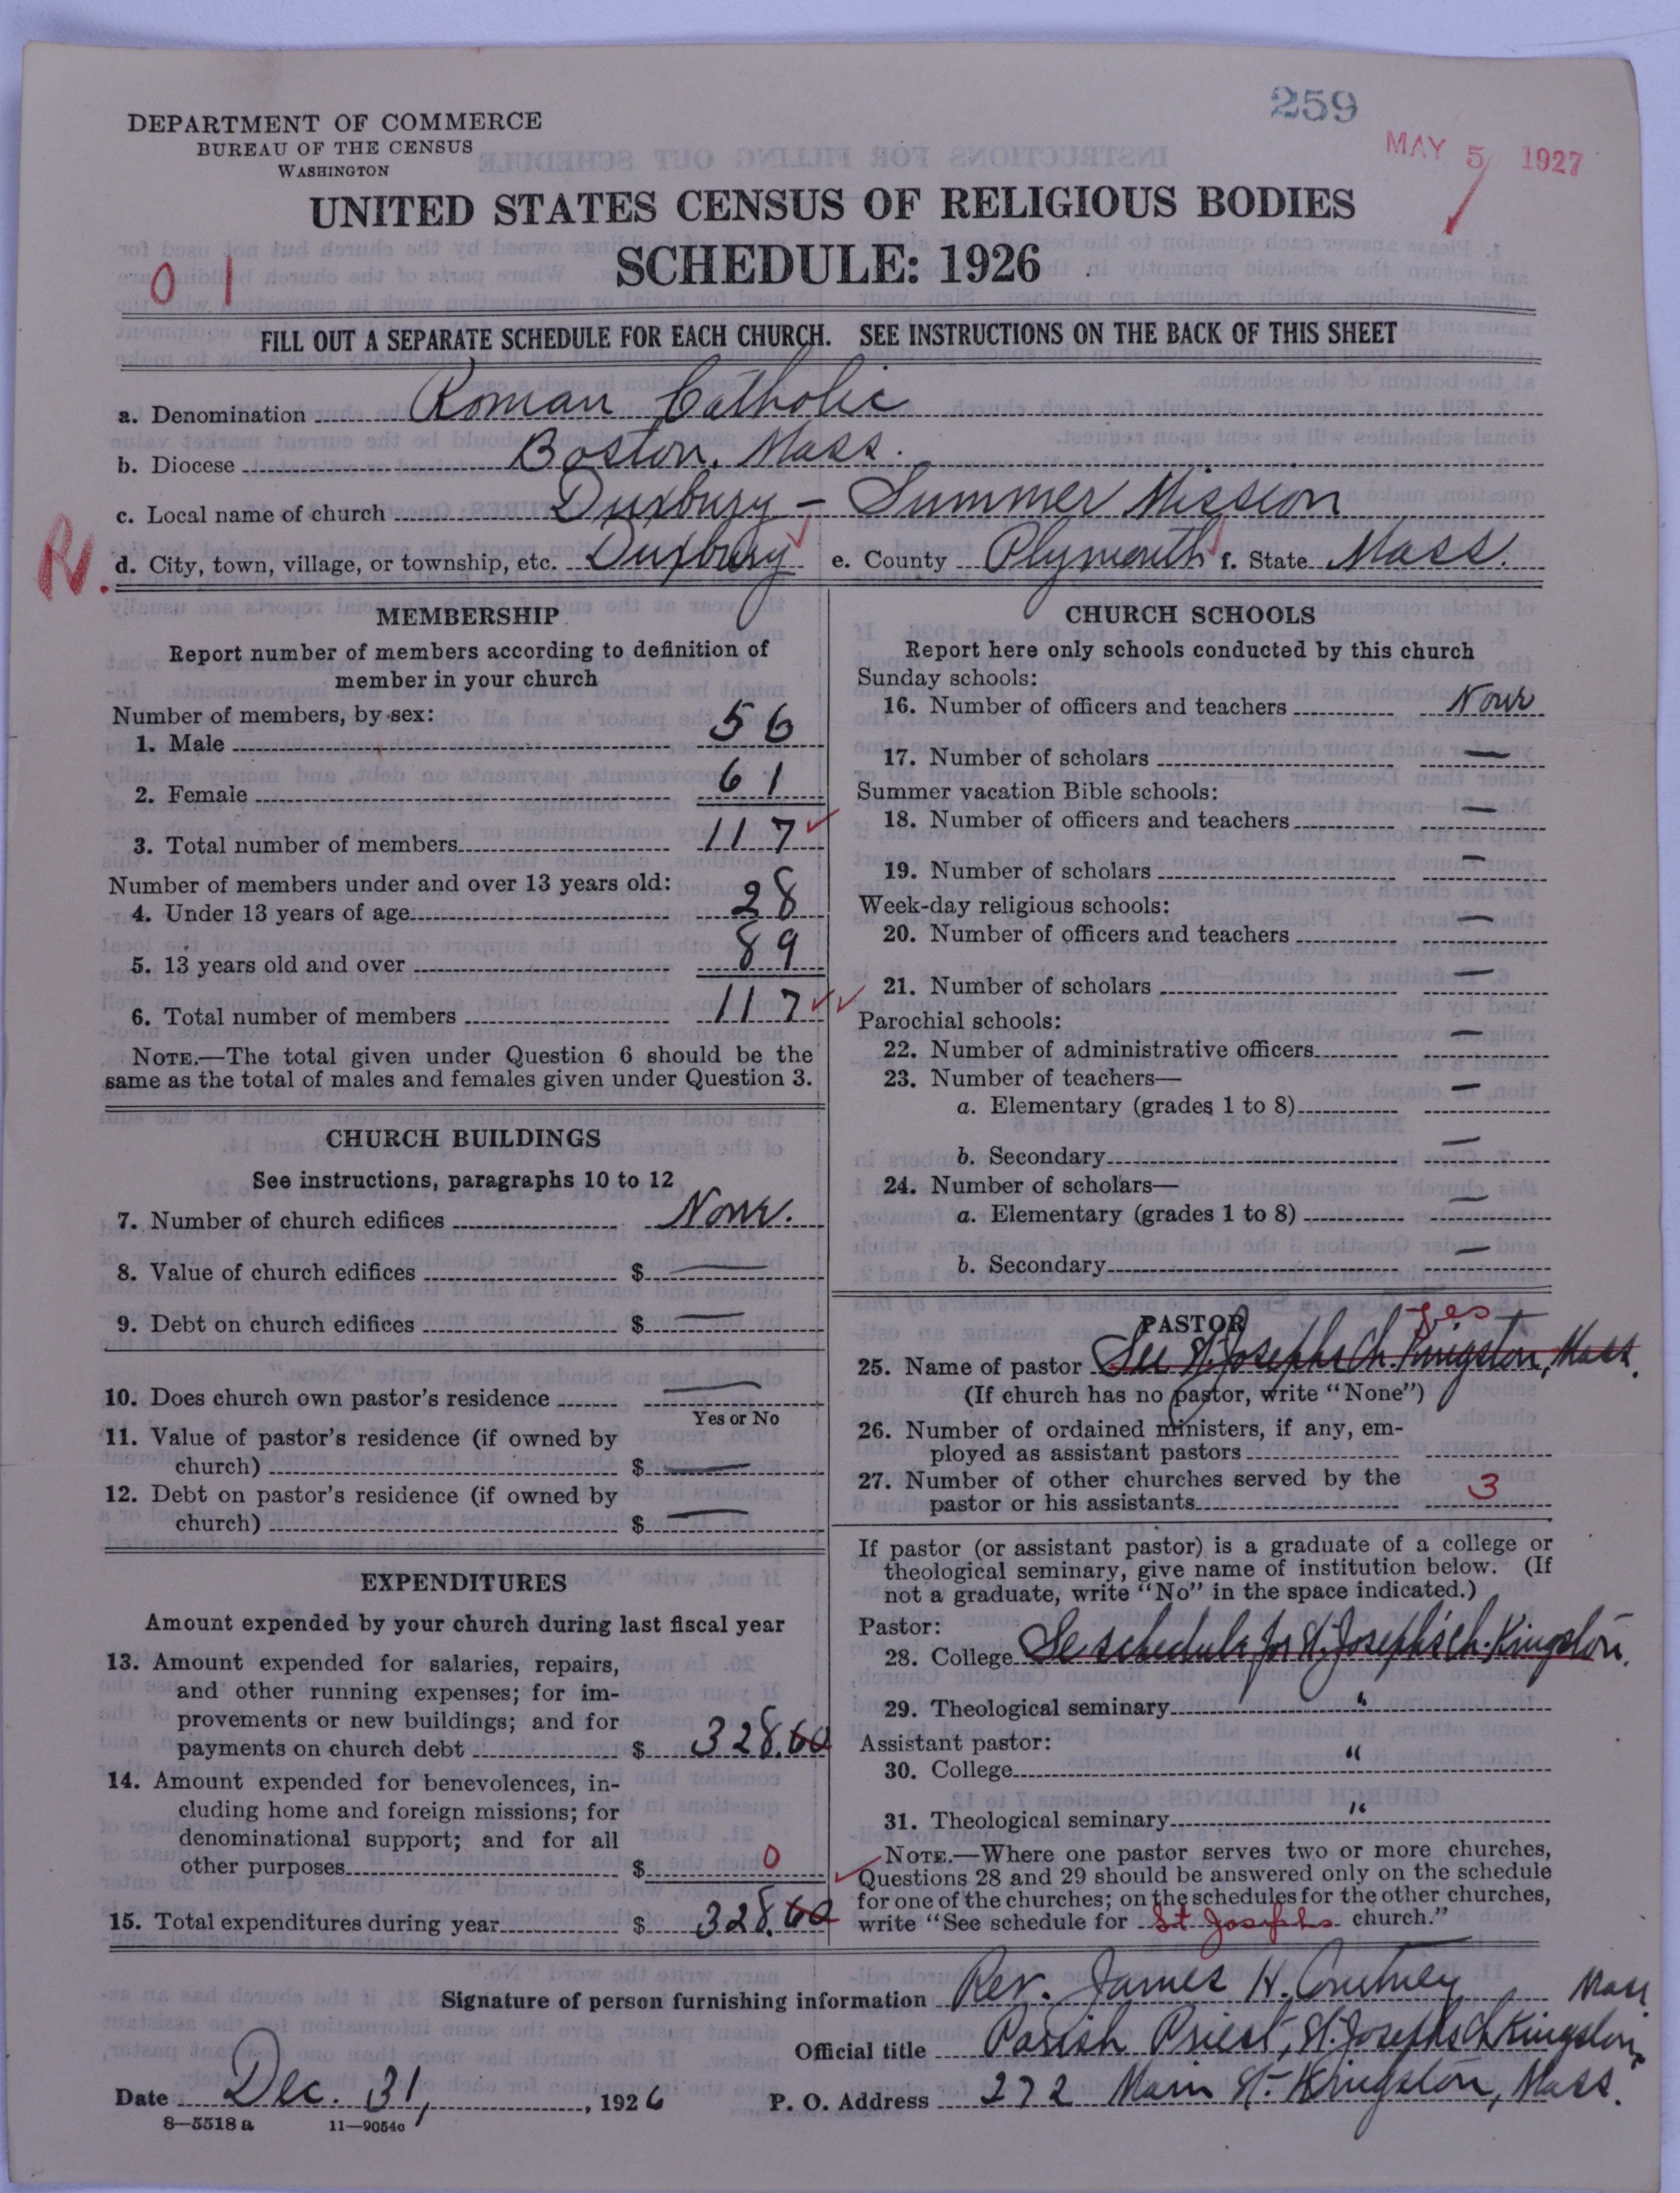 259
MAY 5 1927
DEPARTMENT OF COMMERCE
BUREAU OF THE CENSUS
WASHINGTON
UNITED STATES CENSUS OF RELIGIOUS BODIES
SCHEDULE: 1926
0 1
FILL OUT A SEPARATE SCHEDULE FOR EACH CHURCH. SEE INSTRUCTIONS ON THE BACK OF THIS SHEET
a. Denomination Roman Catholic
b. Diocese Boston, Mass.
c. Local name of church Duxbury - Summer Mission
R.
d. City, town, village, or township, etc. Duxbury e. County Plymouth f. State Mass.
MEMBERSHIP
Report number of members according to definition of
member in your church
Number of members, by sex:
1. Male 56
2. Female 61
3. Total number of members 117
Number of members under and over 13 years old:
4. Under 13 years of age 28
5. 13 years old and over 89
6. Total number of members 117
NOTE.—The total given under Question 6 should be the
same as the total of males and females given under Question 3.
CHURCH BUILDINGS
See instructions, paragraphs 10 to 12
7. Number of church edifices None.
8. Value of church edifices $ —
9. Debt on church edifices $ —
10. Does church own pastor's residence —
Yes or No
11. Value of pastor's residence (if owned by
church) $ —
12. Debt on pastor's residence (if owned by
church) $ —
EXPENDITURES
Amount expended by your church during last fiscal year
13. Amount expended for salaries, repairs,
and other running expenses; for im-
provements or new buildings; and for
payments on church debt $ 328.60
14. Amount expended for benevolences, in-
cluding home and foreign missions; for
denominational support; and for all
other purposes $ 0
15. Total expenditures during year $ 328.60
CHURCH SCHOOLS
Report here only schools conducted by this church
Sunday schools:
16. Number of officers and teachers None
17. Number of scholars —
Summer vacation Bible schools:
18. Number of officers and teachers —
19. Number of scholars —
Week-day religious schools:
20. Number of officers and teachers —
21. Number of scholars —
Parochial schools:
22. Number of administrative officers —
23. Number of teachers—
a. Elementary (grades 1 to 8) —
b. Secondary —
24. Number of scholars—
a. Elementary (grades 1 to 8) —
b. Secondary —
PASTOR yes
25. Name of pastor See St. Josephs Ch. Kingston, Mass.
(If church has no pastor, write "None")
26. Number of ordained ministers, if any, em-
ployed as assistant pastors
27. Number of other churches served by the
pastor or his assistants 3
If pastor (or assistant pastor) is a graduate of a college or
theological seminary, give name of institution below. (If
not a graduate, write "No" in the space indicated.)
Pastor:
28. College Se schedule for St. Joseph's ch. Kingston.
29. Theological seminary "
Assistant pastor:
30. College "
31. Theological seminary "
NOTE.—Where one pastor serves two or more churches,
Questions 28 and 29 should be answered only on the schedule
for one of the churches; on the schedules for the other churches,
write "See schedule for St Josephs church."
Signature of person furnishing information Rev. James H. Courtney
Official title Parish Priest, St. Josephs Ch Kingston, Mass.
Date Dec. 31, 1926 P. O. Address 272 Main St. Kingston, Mass.
8—5518 a 11—9054c